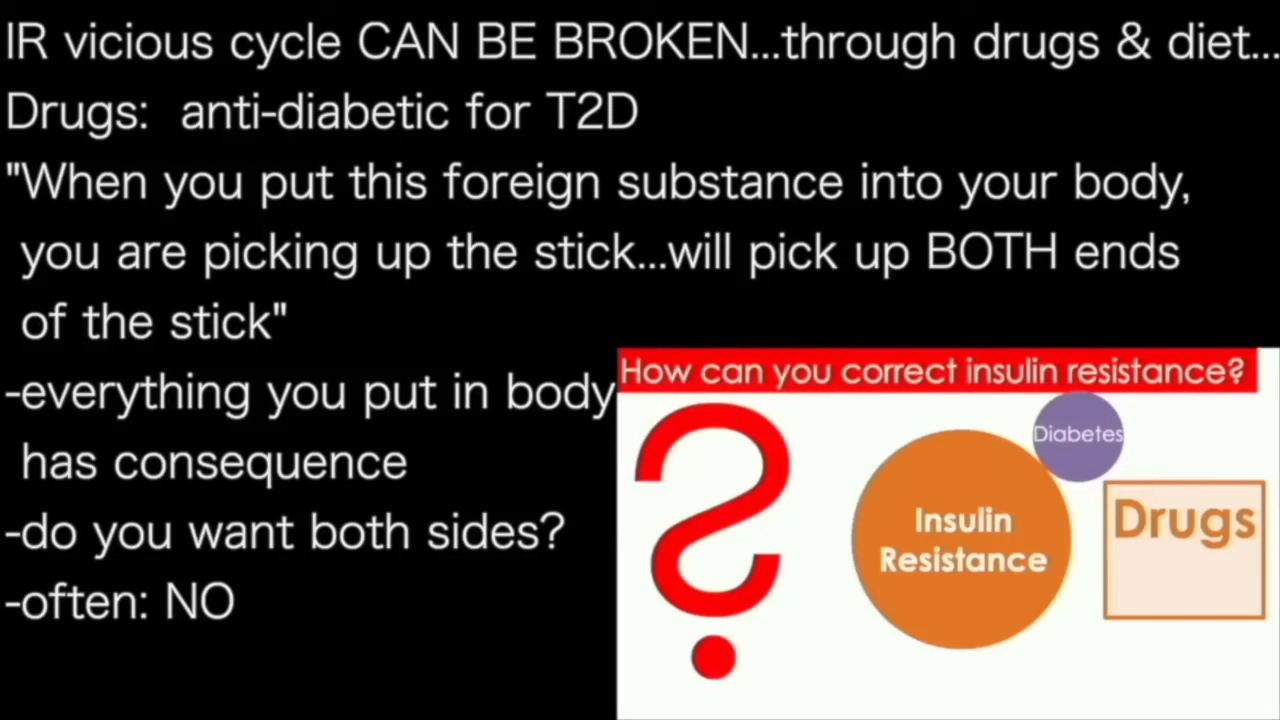 IR vicious cycle CAN BE BROKEN...through drugs & diet...
Drugs:  anti-diabetic for T2D
"When you put this foreign substance into your body,
you are picking up the stick...will pick up BOTH ends
of the stick"
-everything you put in body
has consequence
-do you want both sides?
-often: NO
How can you correct insulin resistance?
?
Diabetes
Insulin
Resistance
Drugs